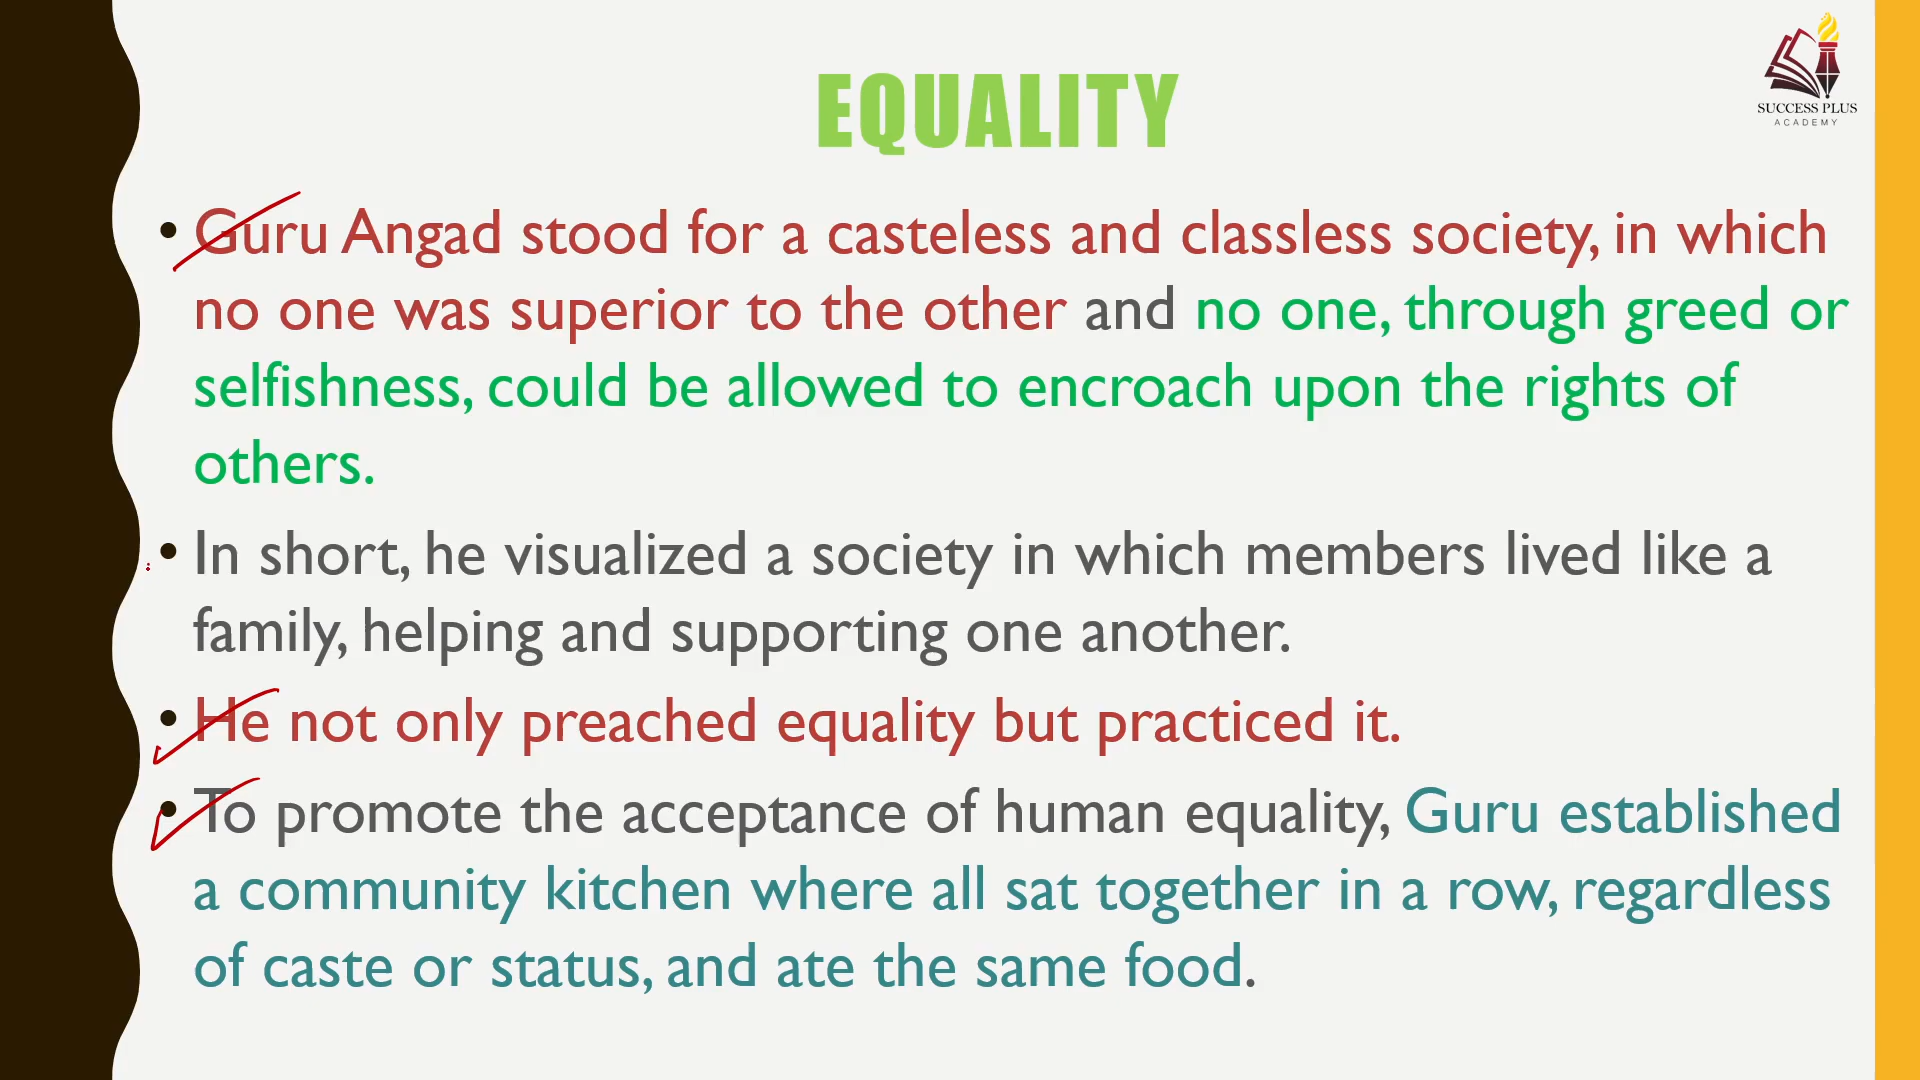 SUCCESS PLUS
ACADEMY
EQUALITY
• Guru Angad stood for a casteless and classless society, in which
no one was superior to the other and no one, through greed or
selfishness, could be allowed to encroach upon the rights of
others.
• In short, he visualized a society in which members lived like a
family, helping and supporting one another.
• He not only preached equality but practiced it.
• To promote the acceptance of human equality, Guru established
a community kitchen where all sat together in a row, regardless
of caste or status, and ate the same food.